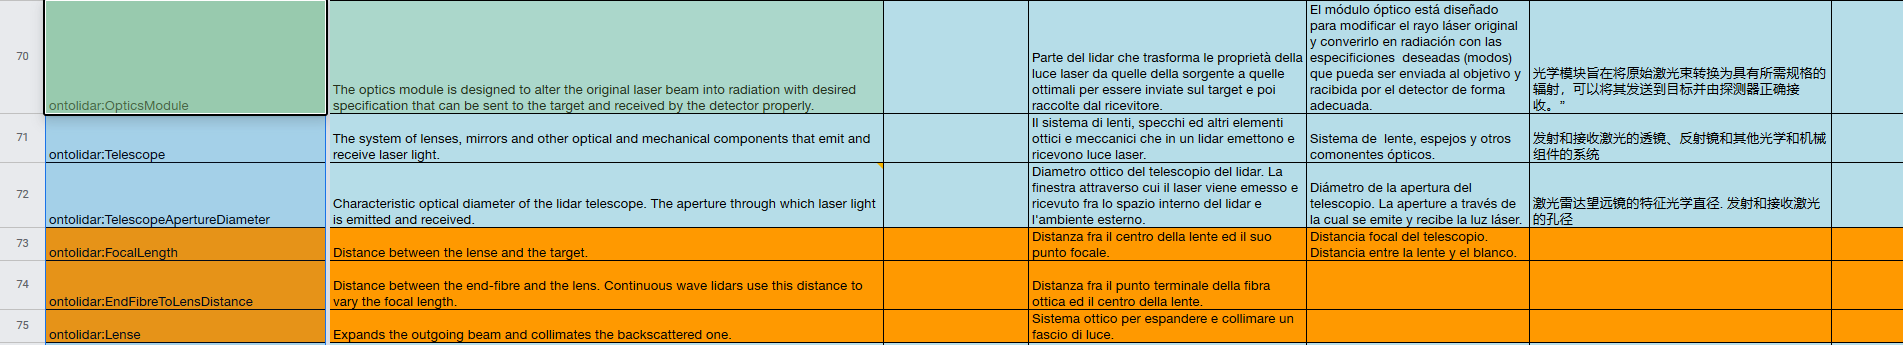 70
ontolidar:OpticsModule
The optics module is designed to alter the original laser beam into radiation with desired
specification that can be sent to the target and received by the detector properly.
Parte del lidar che trasforma le proprietà della
luce laser da quelle della sorgente a quelle
ottimali per essere inviate sul target e poi
raccolte dal ricevitore.
El módulo óptico está diseñado
para modificar el rayo láser original
y converirlo en radiación con las
especificiones deseadas (modos)
que pueda ser enviada al objetivo y
racibida por el detector de forma
adecuada.
光学模块旨在将原始激光束转换为具有所需规格的
辐射，可以将其发送到目标并由探测器正确接
收。”
71
ontolidar:Telescope
The system of lenses, mirrors and other optical and mechanical components that emit and
receive laser light.
Il sistema di lenti, specchi ed altri elementi
ottici e meccanici che in un lidar emettono e
ricevono luce laser.
Sistema de lente, espejos y otros
comonentes ópticos.
发射和接收激光的透镜、反射镜和其他光学和机械
组件的系统
72
ontolidar:TelescopeApertureDiameter
Characteristic optical diameter of the lidar telescope. The aperture through which laser light
is emitted and received.
Diametro ottico del telescopio del lidar. La
finestra attraverso cui il laser viene emesso e
ricevuto fra lo spazio interno del lidar e
l'ambiente esterno.
Diámetro de la apertura del
telescopio. La aperture a través de
la cual se emite y recibe la luz láser.
激光雷达望远镜的特征光学直径. 发射和接收激光
的孔径
73
ontolidar:FocalLength
Distance between the lense and the target.
Distanza fra il centro della lente ed il suo
punto focale.
Distancia focal del telescopio.
Distancia entre la lente y el blanco.
74
ontolidar:EndFibreToLensDistance
Distance between the end-fibre and the lens. Continuous wave lidars use this distance to
vary the focal length.
Distanza fra il punto terminale della fibra
ottica ed il centro della lente.
75
ontolidar:Lense
Expands the outgoing beam and collimates the backscattered one.
Sistema ottico per espandere e collimare un
fascio di luce.